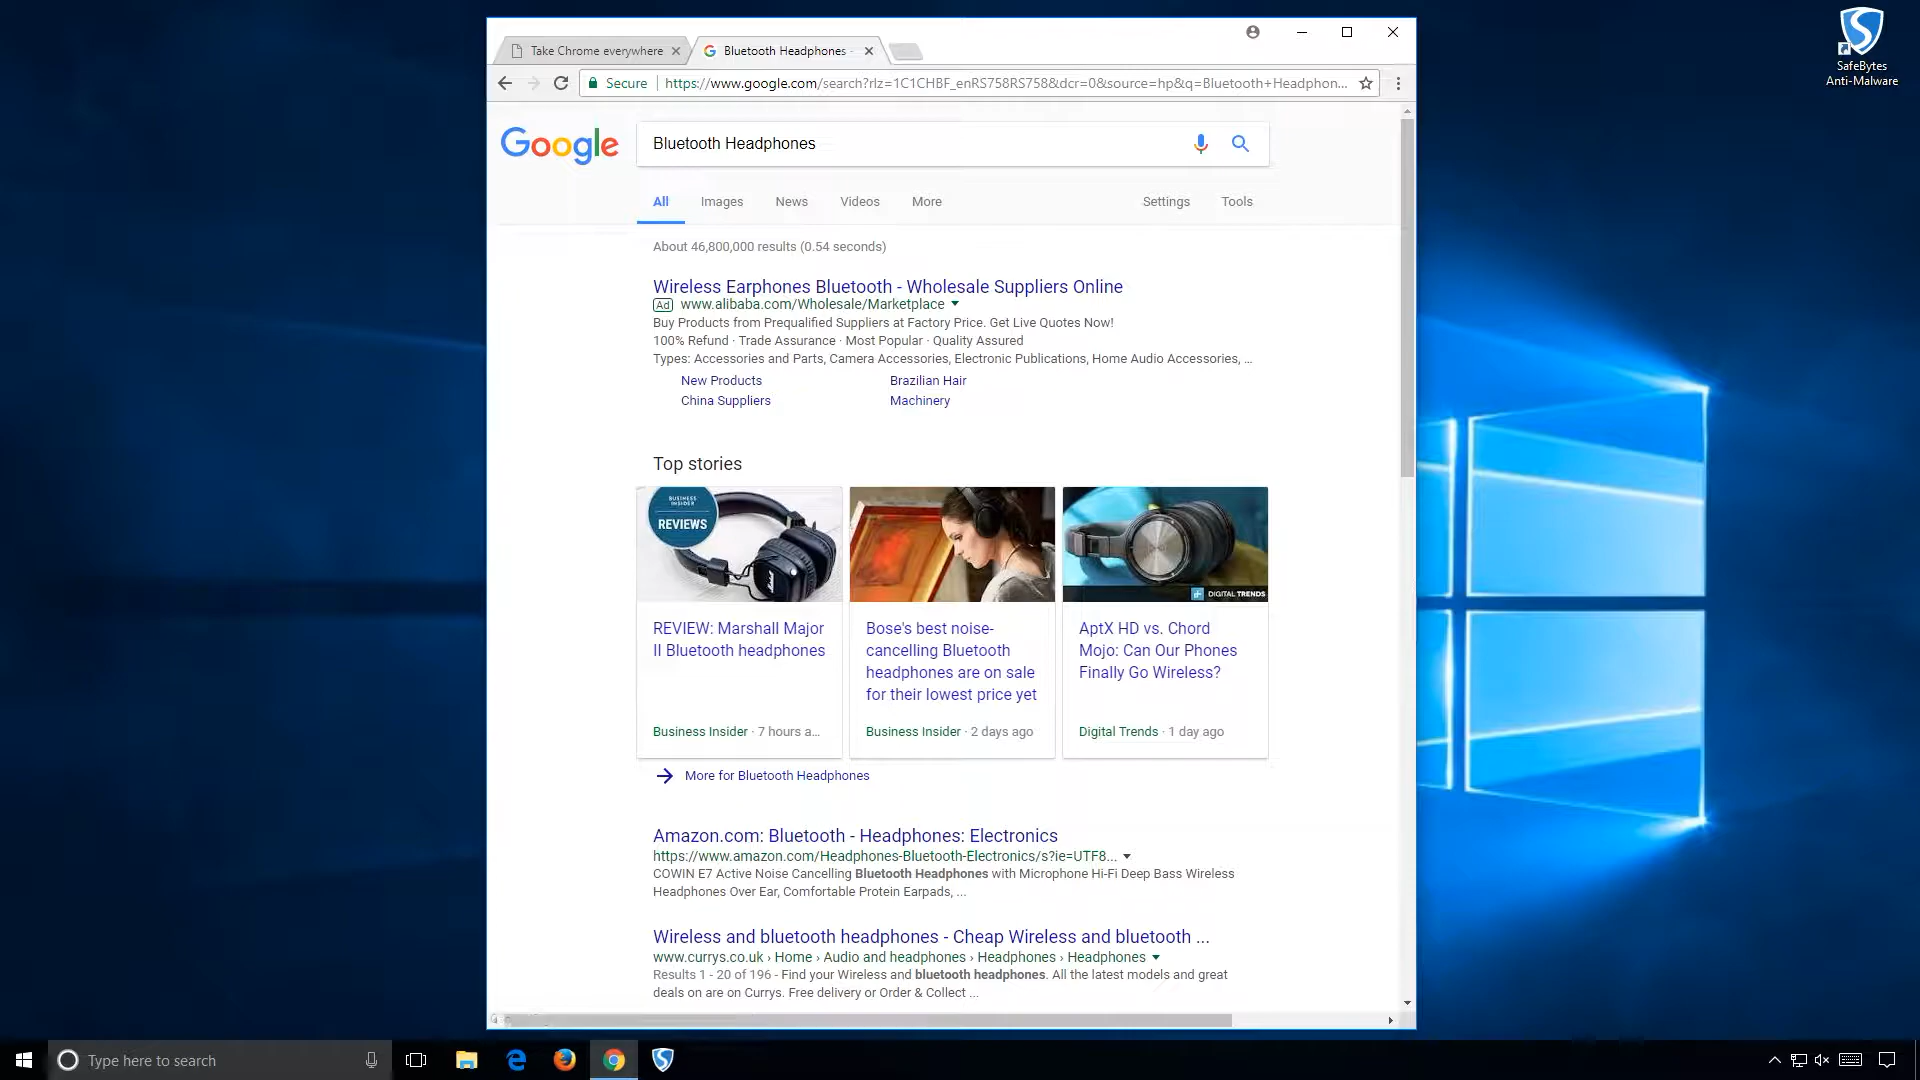 SafeBytes
Anti-Malware
Take Chrome everywhere
Bluetooth Headphones -
Secure
https://www.google.com/search?rlz=1C1CHBF_enRS758RS758&dcr=0&source=hp&q=Bluetooth+Headphon...
Google
Bluetooth Headphones
All Images News Videos More Settings Tools
About 46,800,000 results (0.54 seconds)
Wireless Earphones Bluetooth - Wholesale Suppliers Online
Ad www.alibaba.com/Wholesale/Marketplace
Buy Products from Prequalified Suppliers at Factory Price. Get Live Quotes Now!
100% Refund · Trade Assurance · Most Popular · Quality Assured
Types: Accessories and Parts, Camera Accessories, Electronic Publications, Home Audio Accessories, ...
New Products Brazilian Hair
China Suppliers Machinery
Top stories
BUSINESS
INSIDER
REVIEWS
Marshall
DIGITAL TRENDS
REVIEW: Marshall Major
II Bluetooth headphones
Business Insider · 7 hours a...
Bose's best noise-
cancelling Bluetooth
headphones are on sale
for their lowest price yet
Business Insider · 2 days ago
AptX HD vs. Chord
Mojo: Can Our Phones
Finally Go Wireless?
Digital Trends · 1 day ago
More for Bluetooth Headphones
Amazon.com: Bluetooth - Headphones: Electronics
https://www.amazon.com/Headphones-Bluetooth-Electronics/s?ie=UTF8...
COWIN E7 Active Noise Cancelling Bluetooth Headphones with Microphone Hi-Fi Deep Bass Wireless
Headphones Over Ear, Comfortable Protein Earpads, ...
Wireless and bluetooth headphones - Cheap Wireless and bluetooth ...
www.currys.co.uk › Home › Audio and headphones › Headphones › Headphones
Results 1 - 20 of 196 - Find your Wireless and bluetooth headphones. All the latest models and great
deals on are on Currys. Free delivery or Order & Collect ...
Type here to search